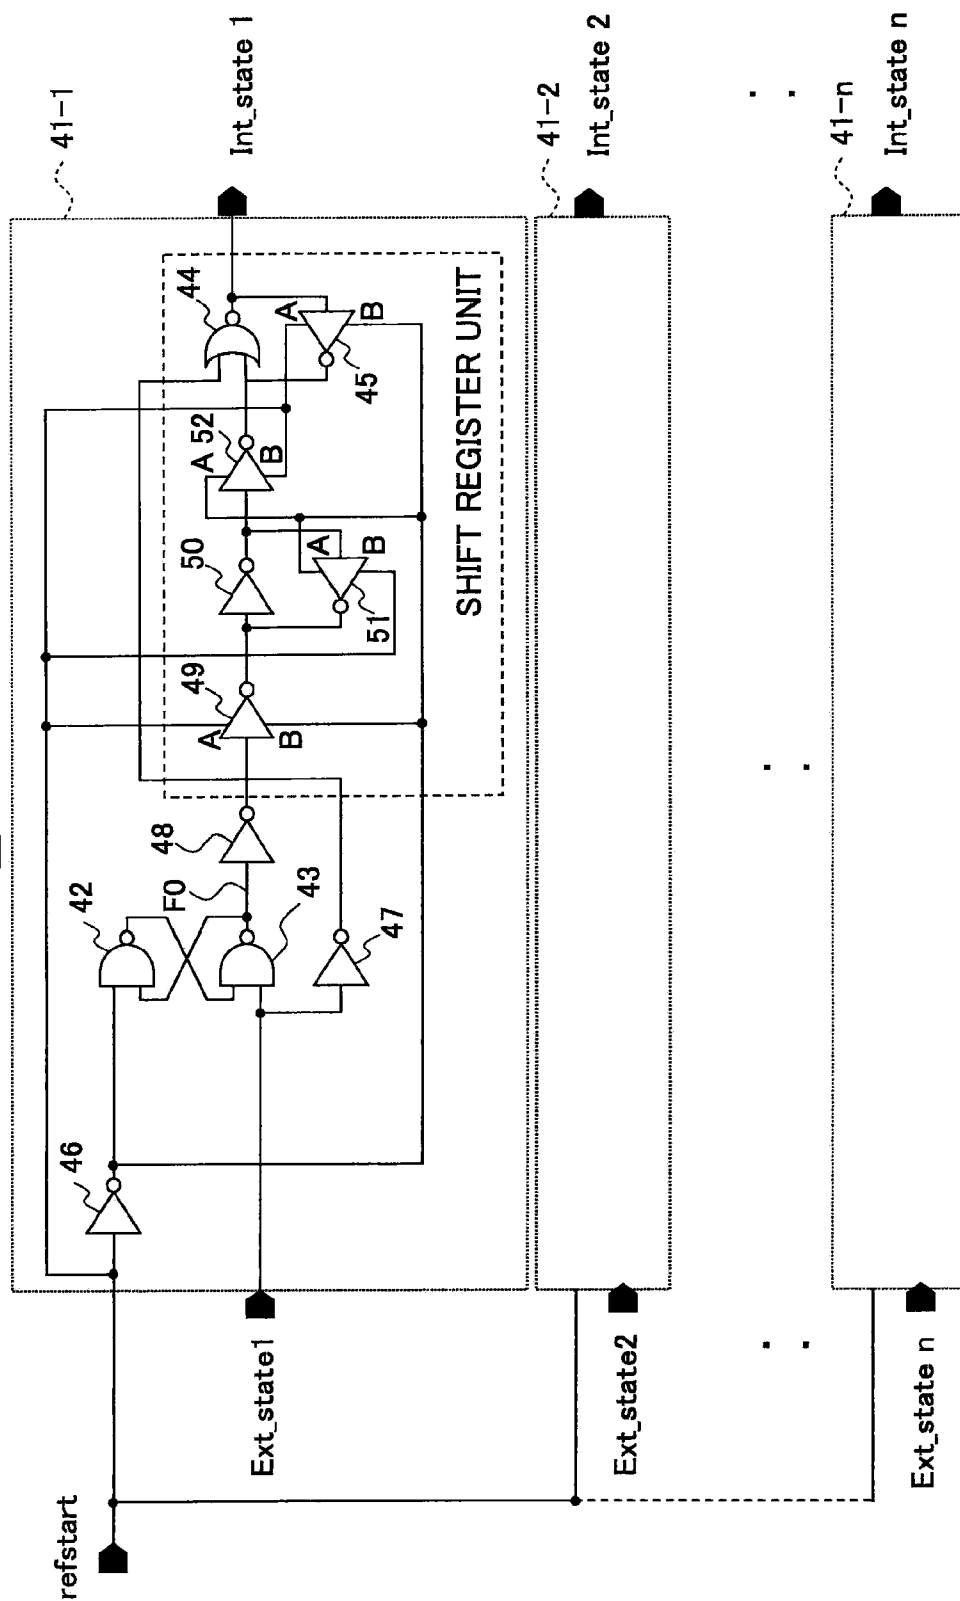 refstart
Ext_state1
Ext_state2
Ext_state n
46
42
F0
43
47
48
49
A
B
50
51
A
B
52
A
B
44
45
A
B
SHIFT REGISTER UNIT
41-1
Int_state 1
41-2
Int_state 2
41-n
Int_state n